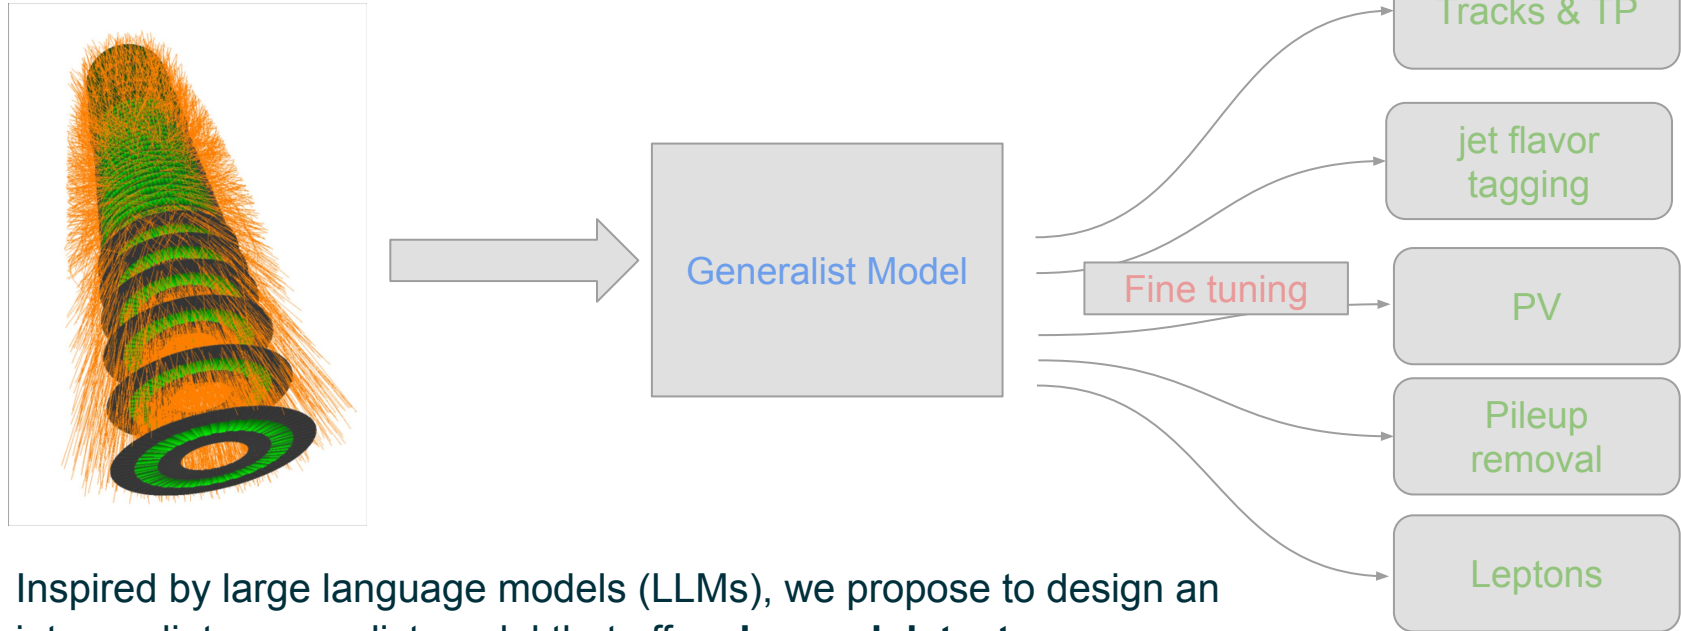 Tracks & TP
jet flavor
tagging
Generalist Model
Fine tuning
PV
Pileup
removal
Leptons
Inspired by large language models (LLMs), we propose to design an